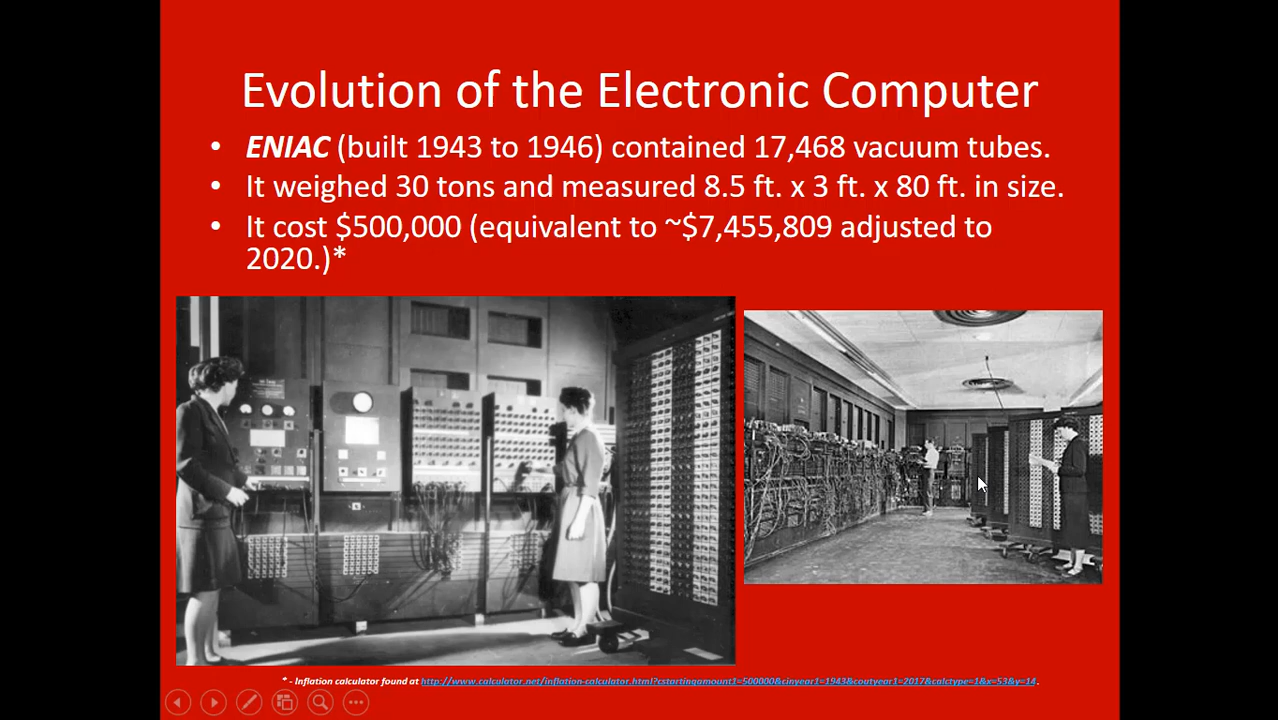 Evolution of the Electronic Computer
• ENIAC (built 1943 to 1946) contained 17,468 vacuum tubes.
• It weighed 30 tons and measured 8.5 ft. x 3 ft. x 80 ft. in size.
• It cost $500,000 (equivalent to ~$7,455,809 adjusted to
2020.)*
* - Inflation calculator found at http://www.calculator.net/inflation-calculator.html?cstartingamount1=500000&cinyear1=1943&coutyear1=2017&calctype=1&x=53&y=14.